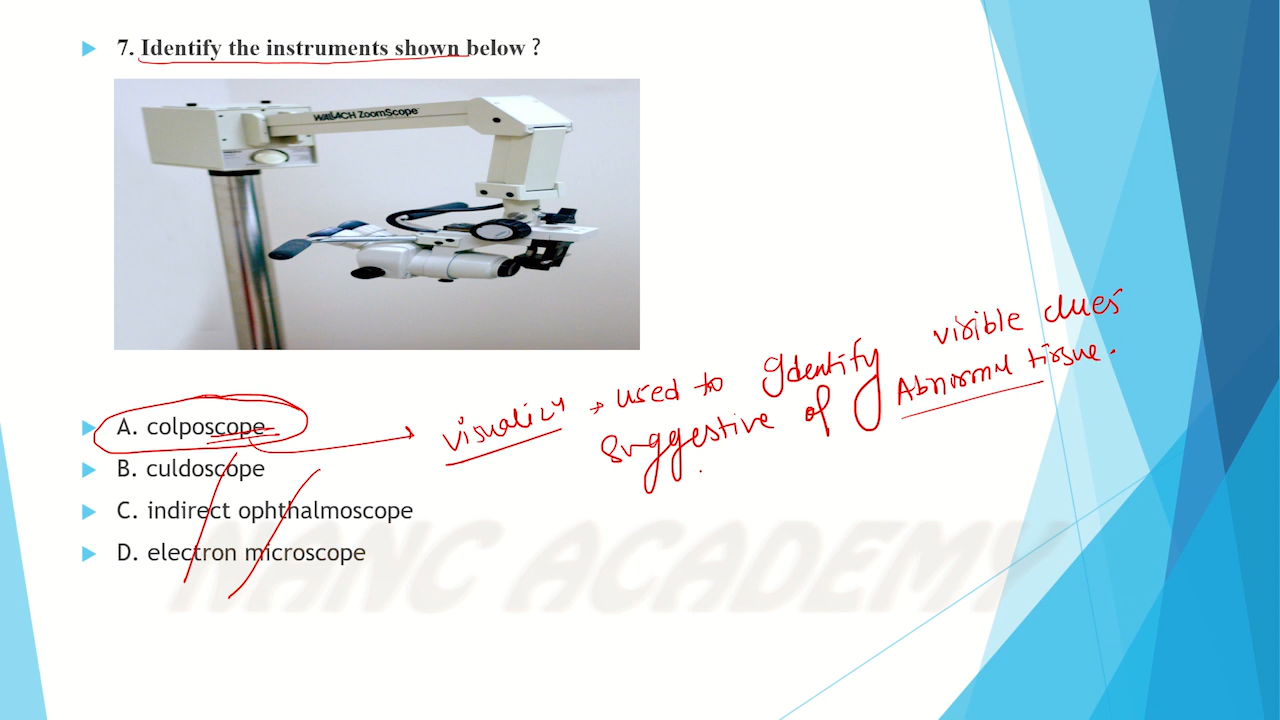 7. Identify the instruments shown below ?
WALLACH ZoomScope
A. colposcope
B. culdoscope
C. indirect ophthalmoscope
D. electron microscope
visualize → used to Identify visible clues
suggestive of Abnormal tissue.
NANC ACADEMY